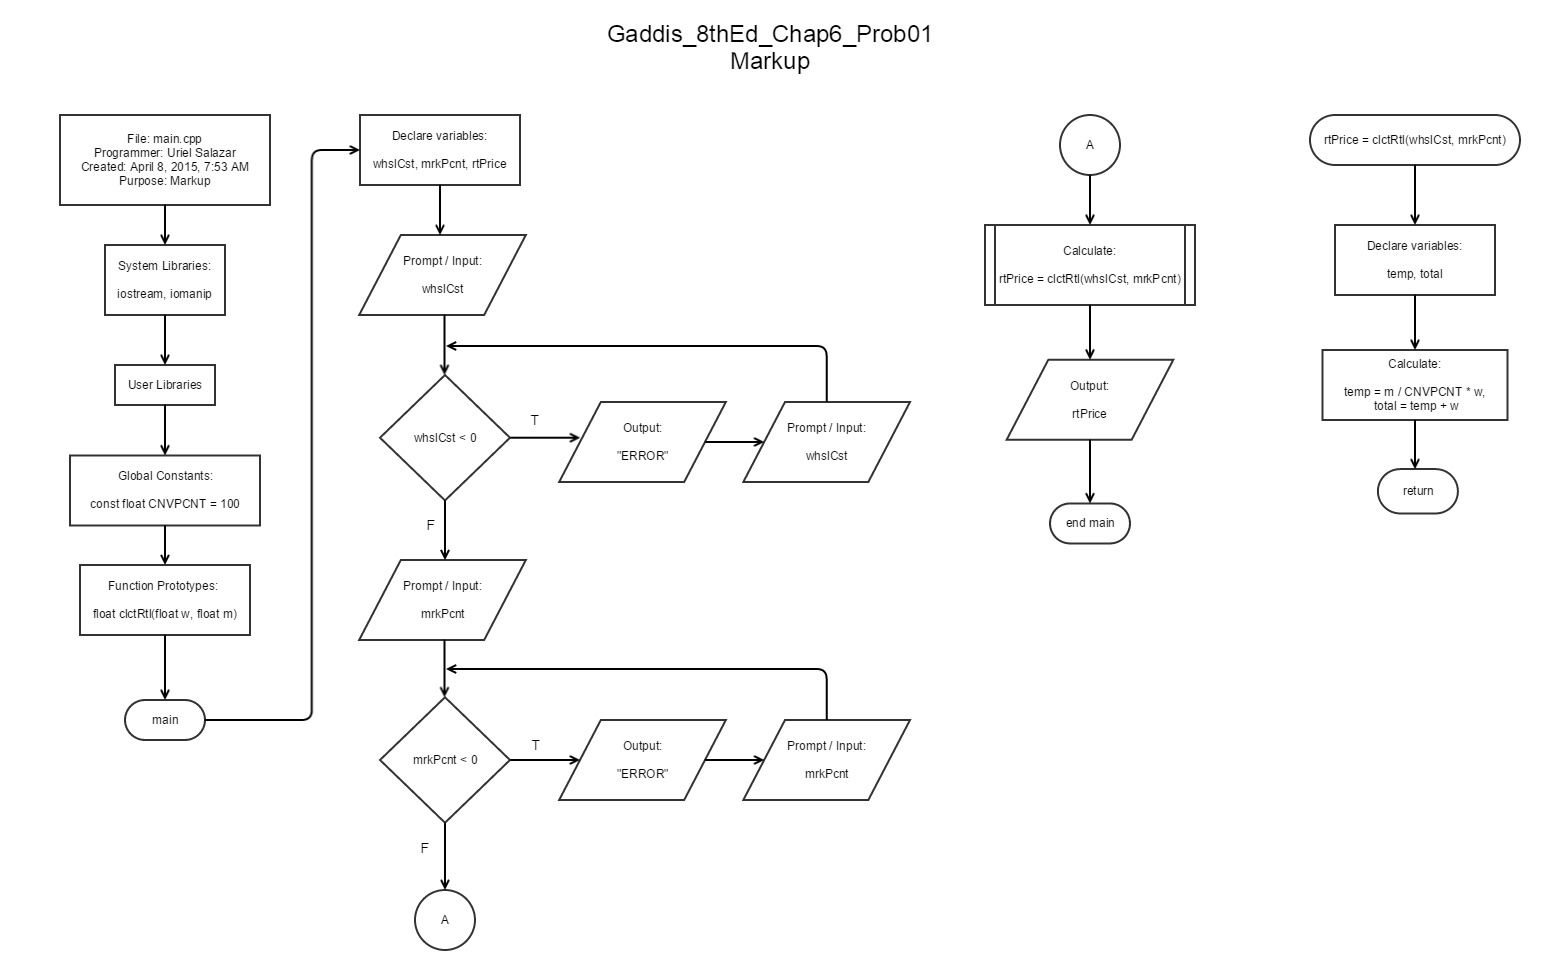 Gaddis_8thEd_Chap6_Prob01
Markup
File: main.cpp
Programmer: Uriel Salazar
Created: April 8, 2015, 7:53 AM
Purpose: Markup
System Libraries:
iostream, iomanip
User Libraries
Global Constants:
const float CNVPCNT = 100
Function Prototypes:
float clctRtl(float w, float m)
main
Declare variables:
whslCst, mrkPcnt, rtPrice
Prompt / Input:
whslCst
whslCst < 0
T
Output:
"ERROR"
Prompt / Input:
whslCst
F
Prompt / Input:
mrkPcnt
mrkPcnt < 0
T
Output:
"ERROR"
Prompt / Input:
mrkPcnt
F
A
A
Calculate:
rtPrice = clctRtl(whslCst, mrkPcnt)
Output:
rtPrice
end main
rtPrice = clctRtl(whslCst, mrkPcnt)
Declare variables:
temp, total
Calculate:
temp = m / CNVPCNT * w,
total = temp + w
return